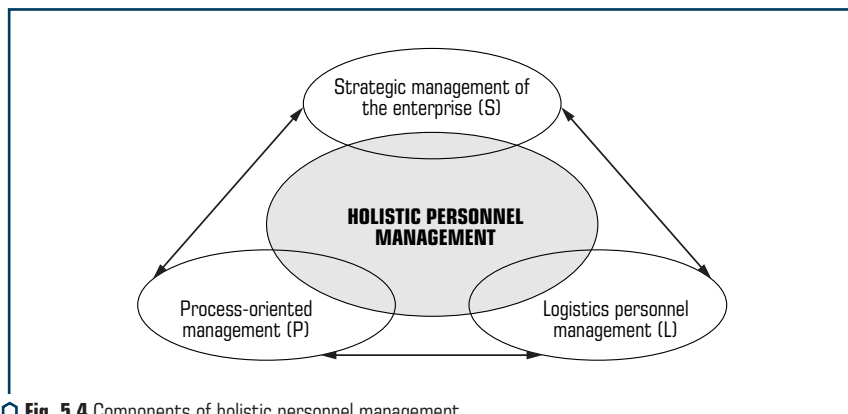 Strategic management of
the enterprise (S)
HOLISTIC PERSONNEL
MANAGEMENT
Process-oriented
management (P)
Logistics personnel
management (L)
Fig. 5.4 Components of holistic personnel management